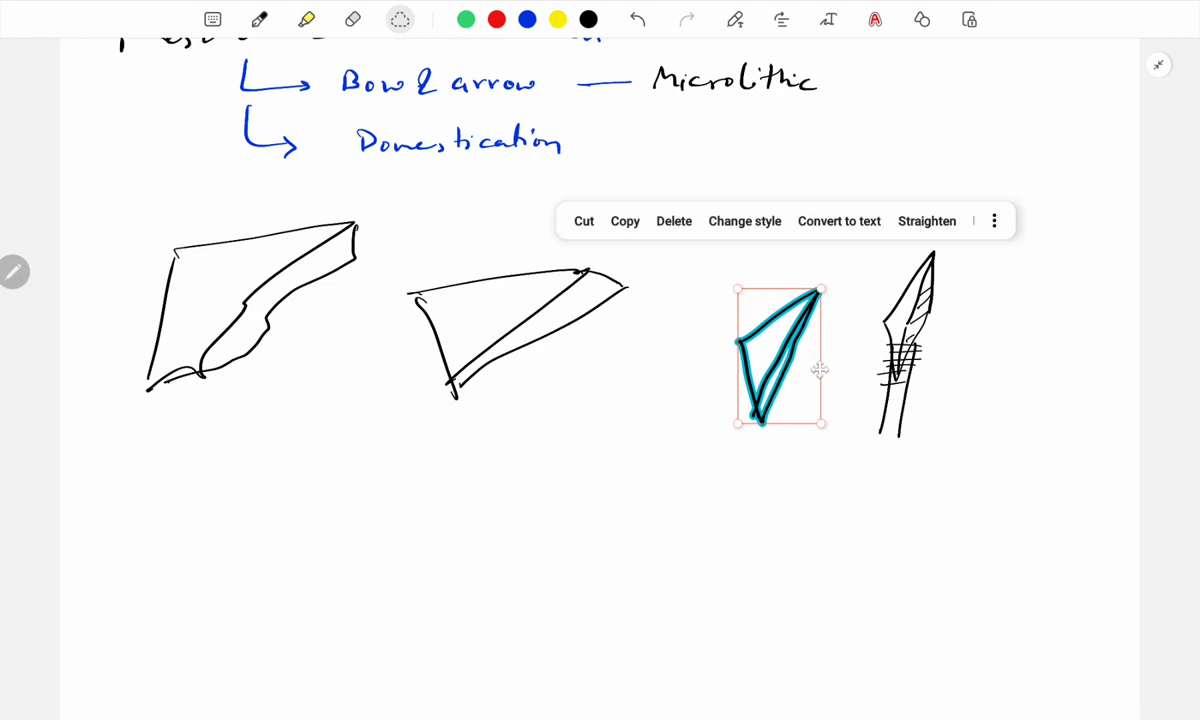 Bow & arrow — Microlithic
Domestication
Cut Copy Delete Change style Convert to text Straighten